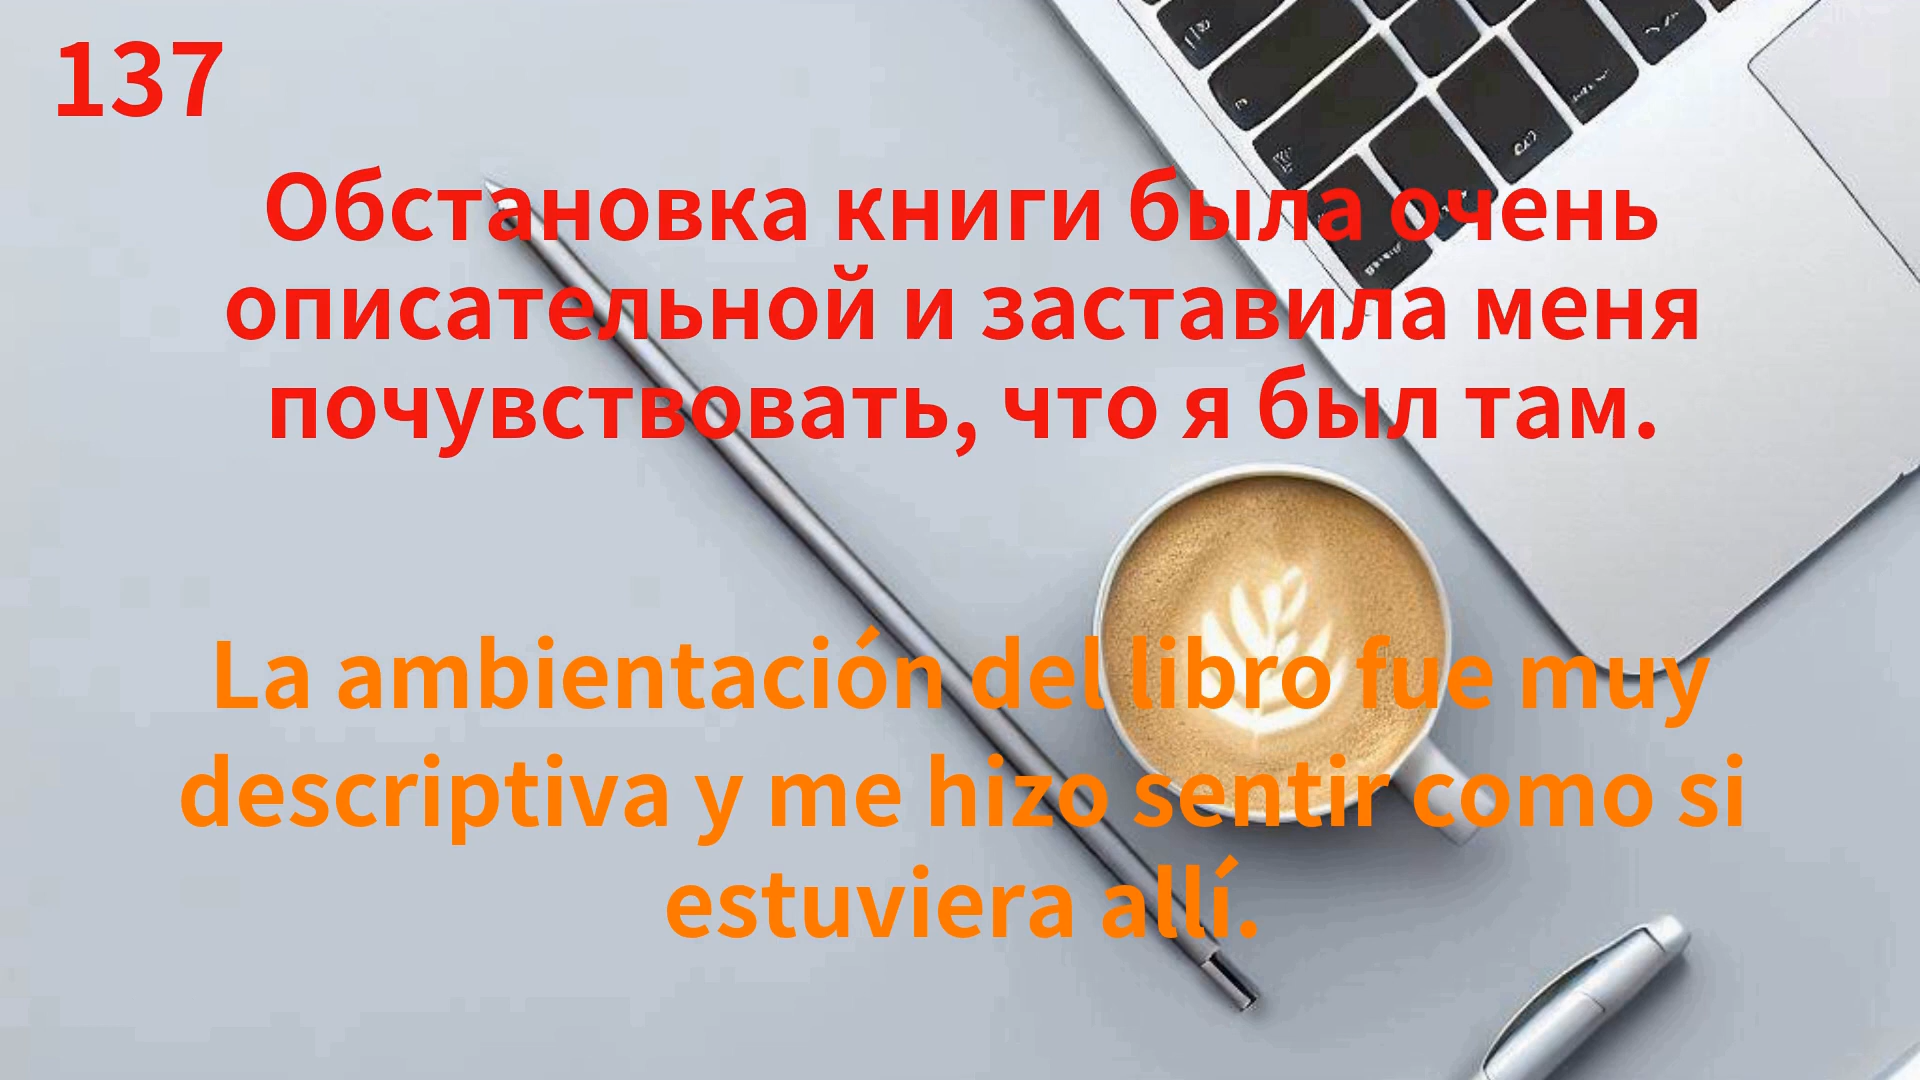 137
Обстановка книги была очень
описательной и заставила меня
почувствовать, что я был там.
La ambientación del libro fue muy
descriptiva y me hizo sentir como si
estuviera allí.